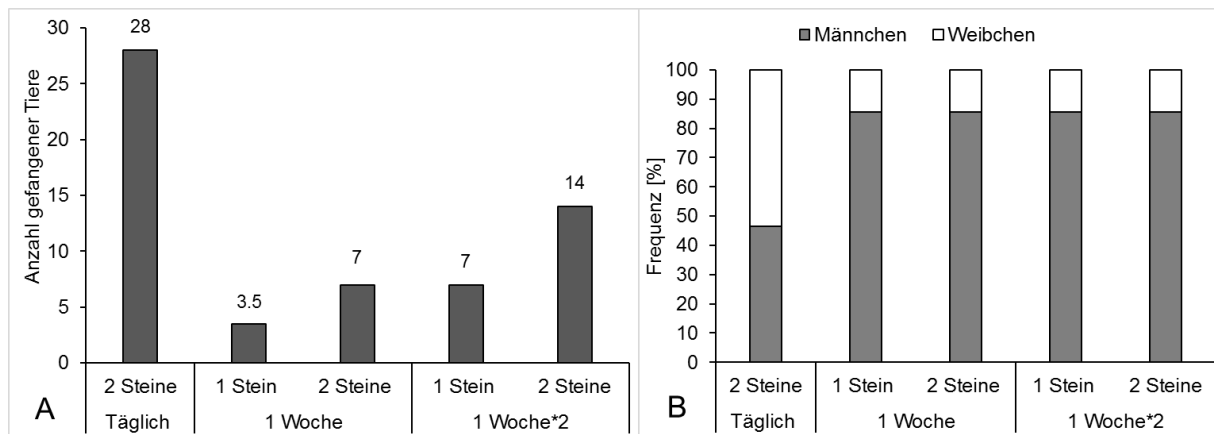 Anzahl gefangener Tiere
30
25
20
15
10
5
0
28
3.5
7
7
14
2 Steine 1 Stein 2 Steine 1 Stein 2 Steine
Täglich 1 Woche 1 Woche*2
A
Männchen Weibchen
Frequenz [%]
100
90
80
70
60
50
40
30
20
10
0
2 Steine 1 Stein 2 Steine 1 Stein 2 Steine
Täglich 1 Woche 1 Woche*2
B